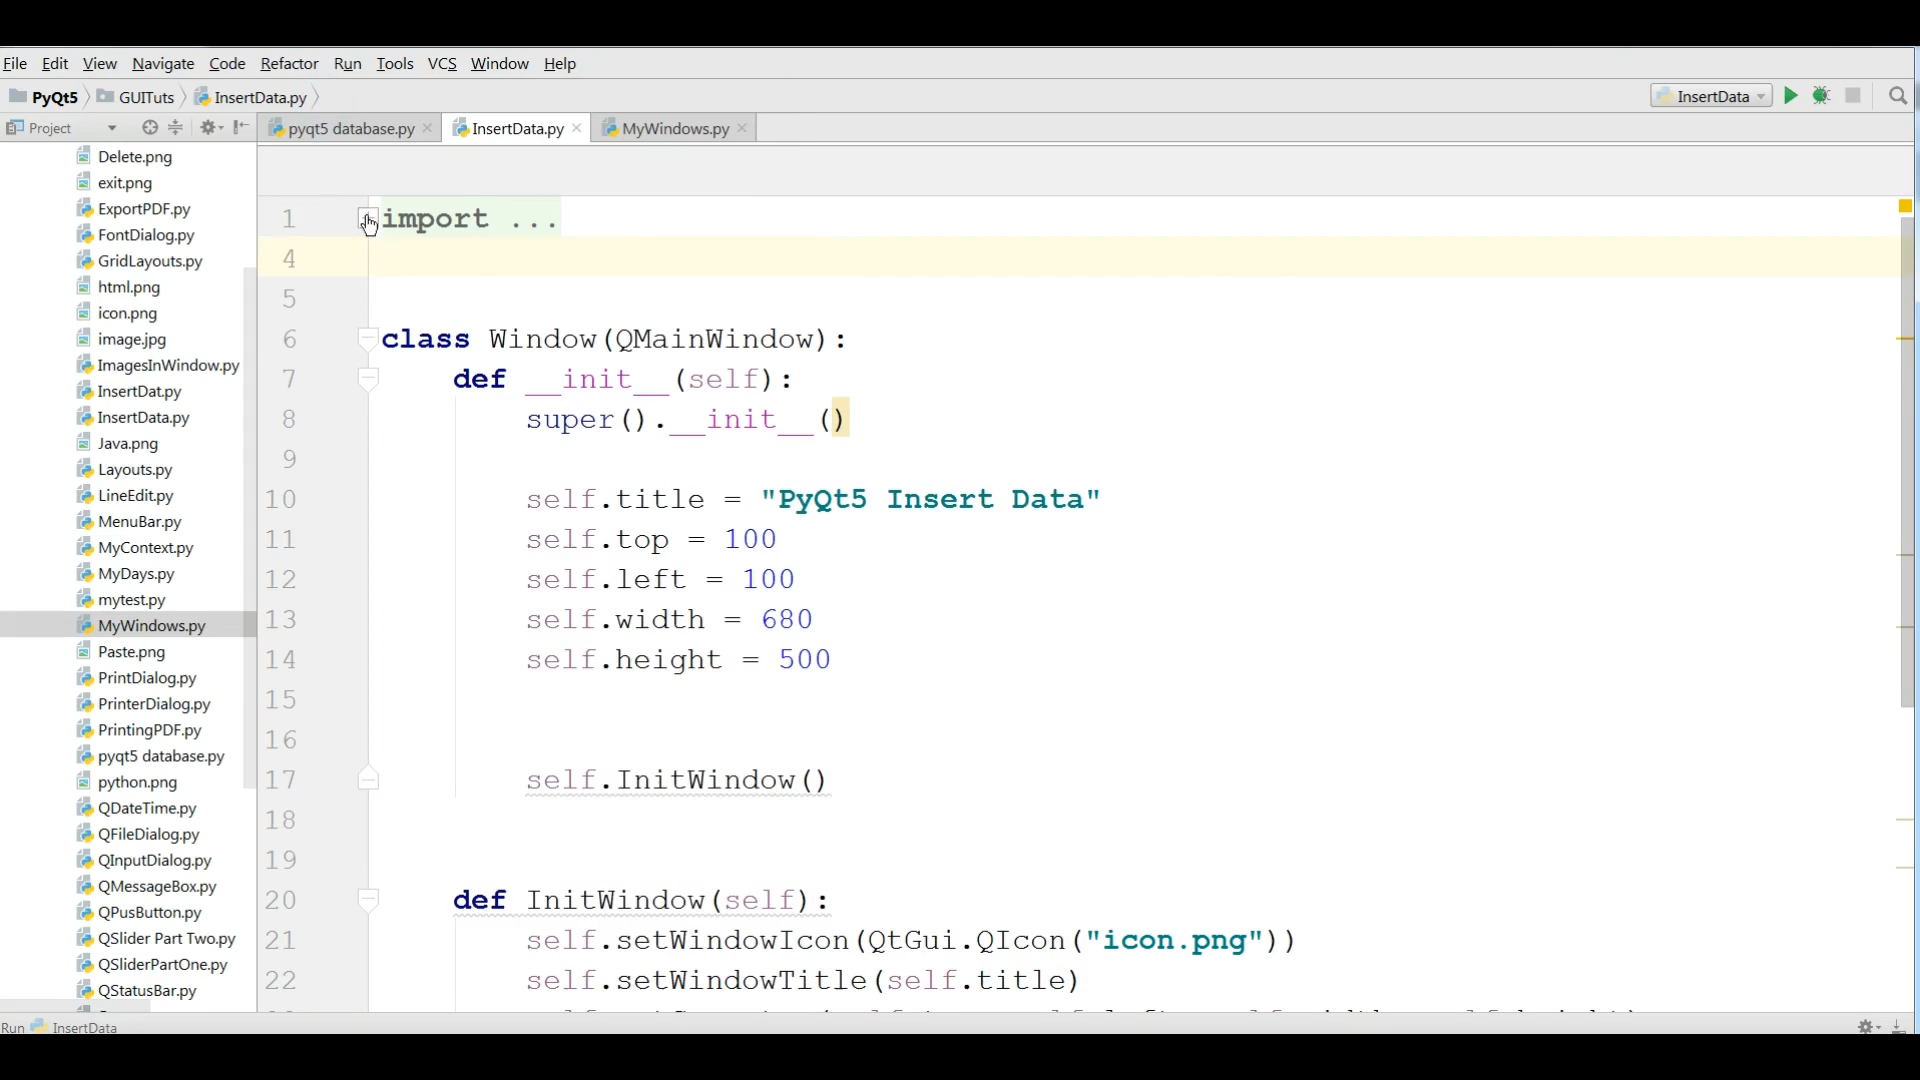 File Edit View Navigate Code Refactor Run Tools VCS Window Help
PyQt5 GUITuts InsertData.py InsertData
Project pyqt5 database.py InsertData.py MyWindows.py
Delete.png
exit.png
ExportPDF.py
FontDialog.py
GridLayouts.py
html.png
icon.png
image.jpg
ImagesInWindow.py
InsertDat.py
InsertData.py
Java.png
Layouts.py
LineEdit.py
MenuBar.py
MyContext.py
MyDays.py
mytest.py
MyWindows.py
Paste.png
PrintDialog.py
PrinterDialog.py
PrintingPDF.py
pyqt5 database.py
python.png
QDateTime.py
QFileDialog.py
QInputDialog.py
QMessageBox.py
QPusButton.py
QSlider Part Two.py
QSliderPartOne.py
QStatusBar.py
1 import ...
4
5
6 class Window(QMainWindow):
7 def __init__(self):
8 super().__init__()
9
10 self.title = "PyQt5 Insert Data"
11 self.top = 100
12 self.left = 100
13 self.width = 680
14 self.height = 500
15
16
17 self.InitWindow()
18
19
20 def InitWindow(self):
21 self.setWindowIcon(QtGui.QIcon("icon.png"))
22 self.setWindowTitle(self.title)
Run InsertData